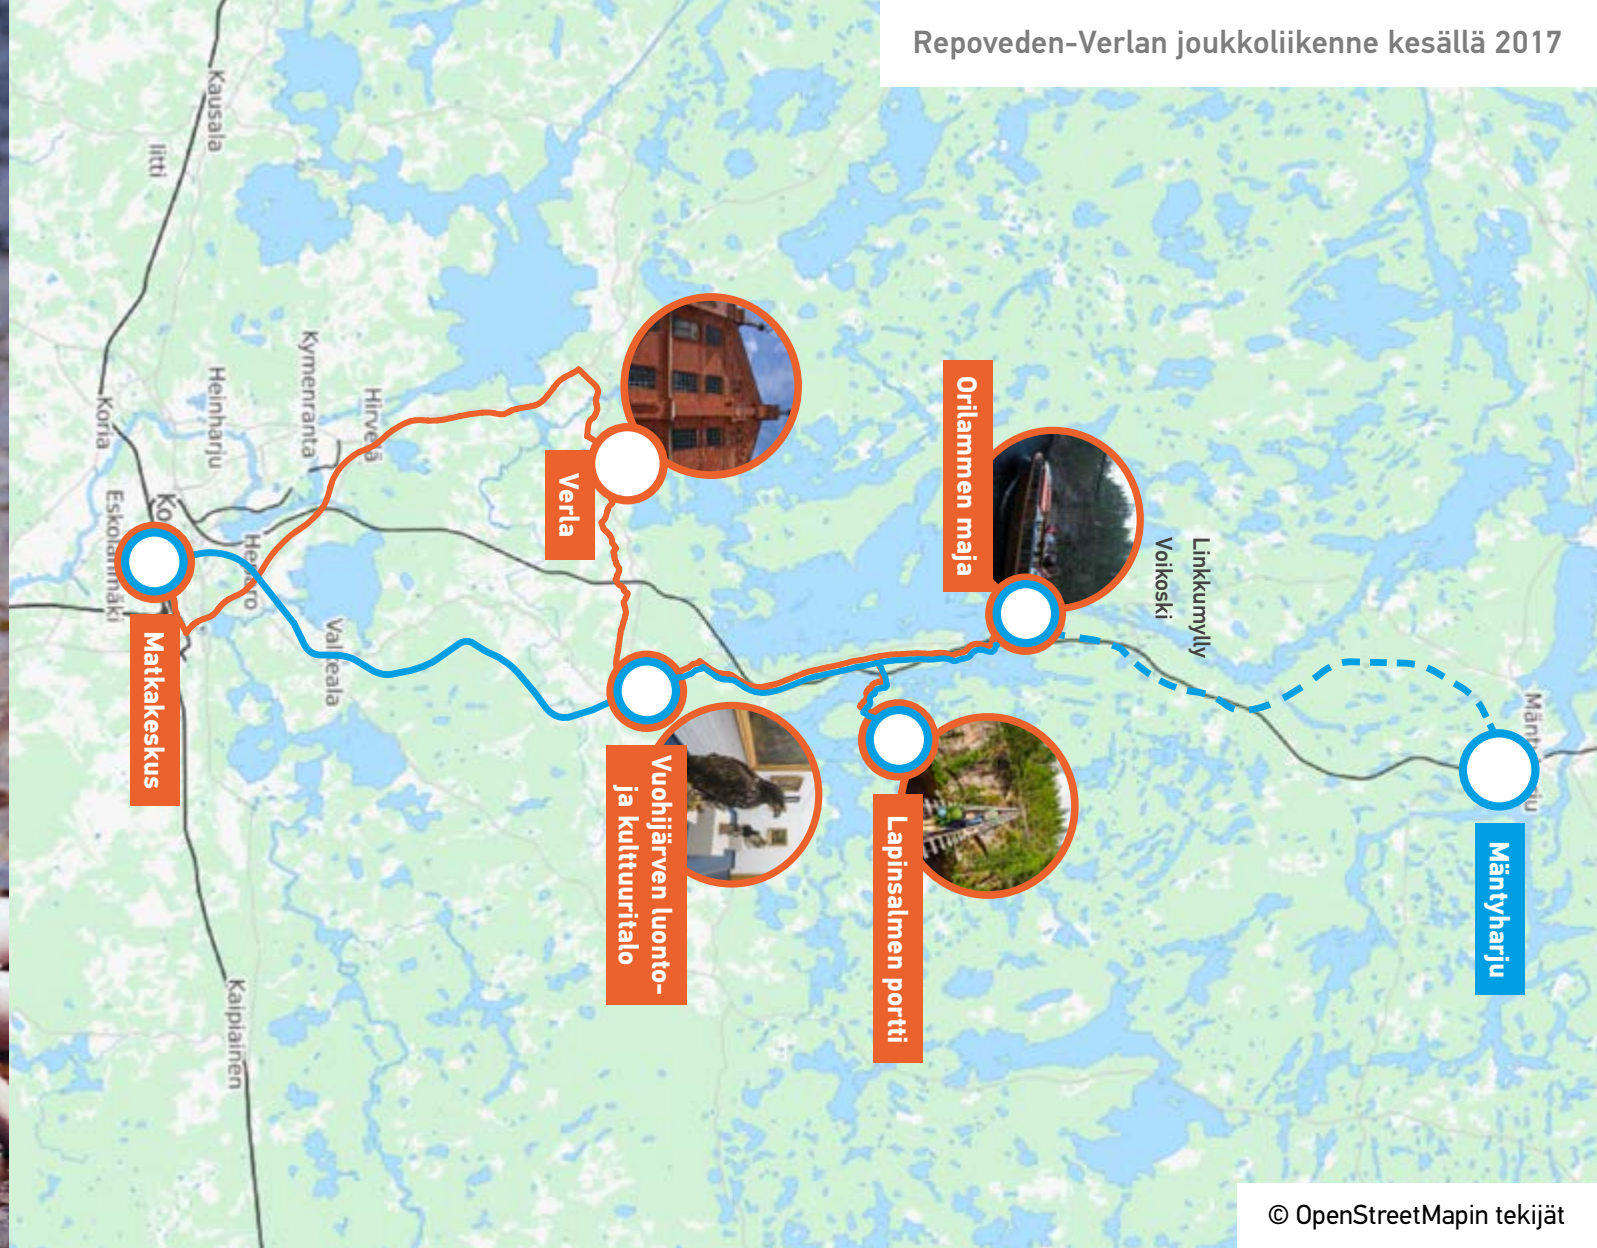 Repoveden-Verlan joukkoliikenne kesällä 2017
Kausala
Iitti
Kymenranta
Heinharju
Hirvelä
Koria
Eskolanmäki
Valkeala
Kaipiainen
Verla
Orilammen maja
Linkkumylly
Voikoski
Matkakeskus
Vuohijärven luonto-
ja kulttuuritalo
Lapinsalmen portti
Mäntyharju
© OpenStreetMapin tekijät